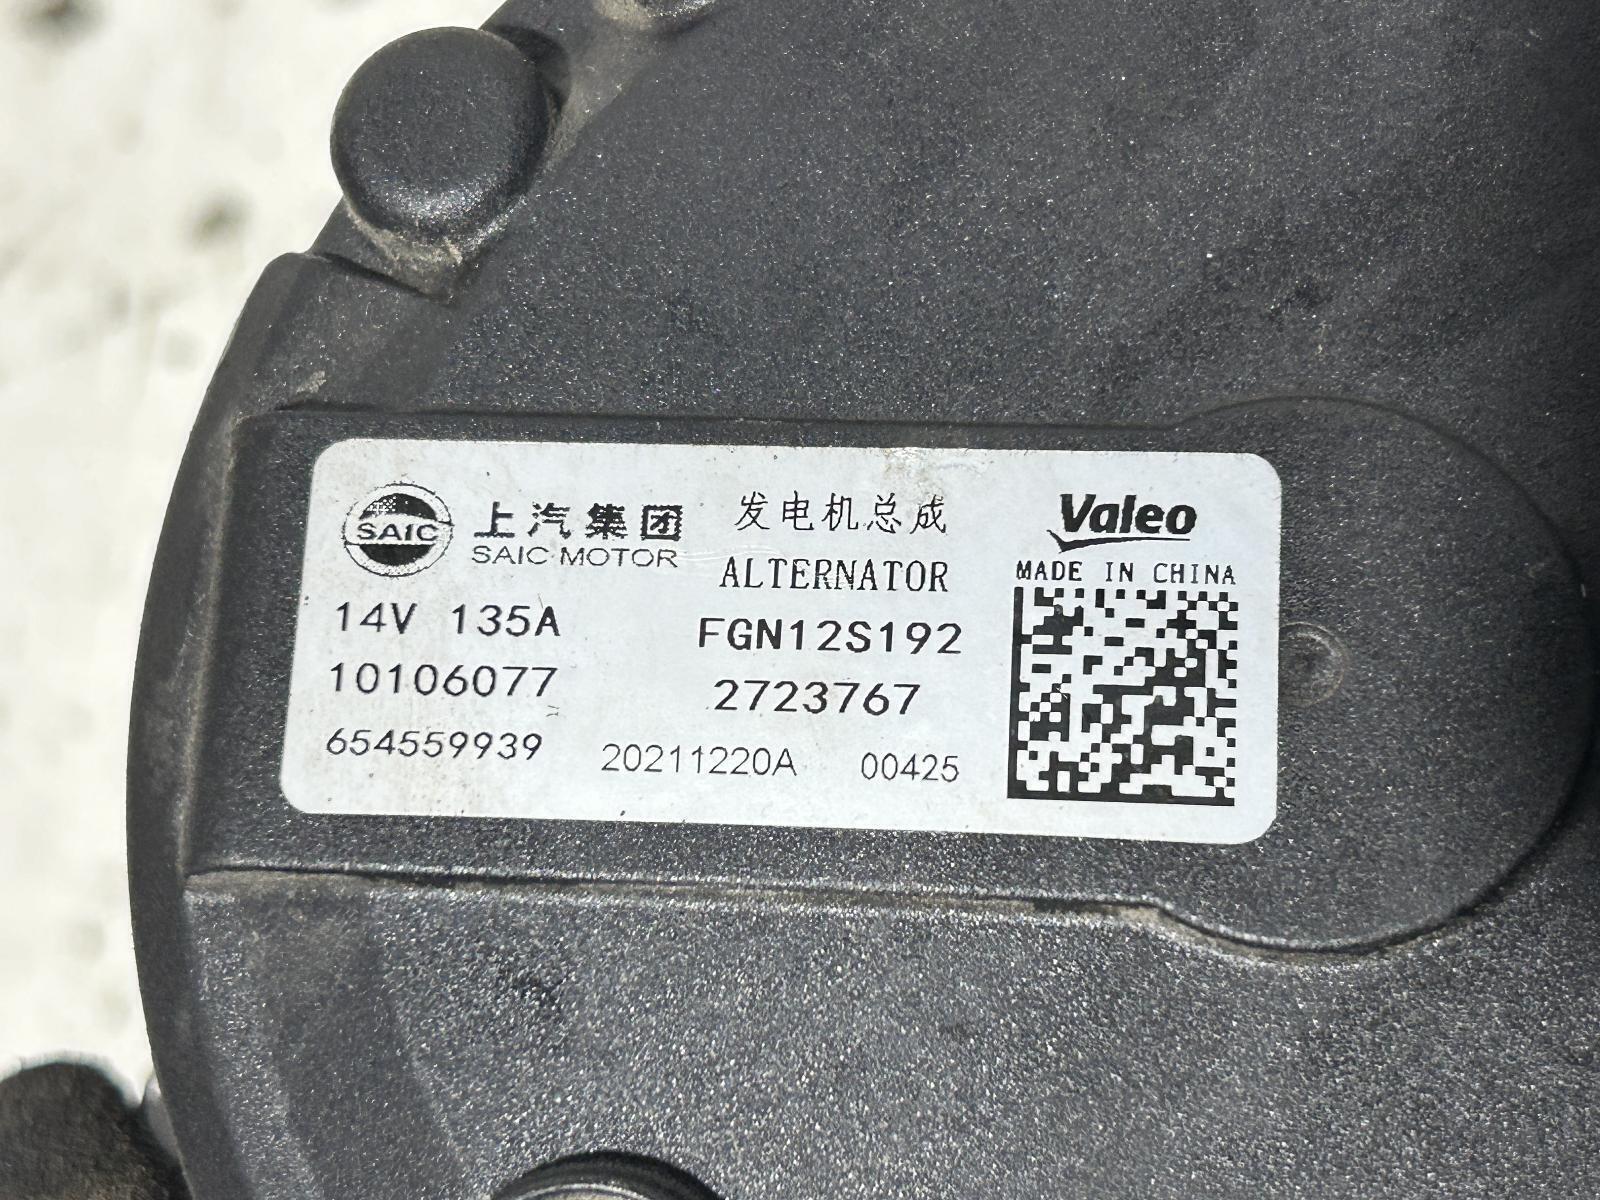 SAIC
上汽集团
SAIC MOTOR
发电机总成
ALTERNATOR
Valeo
MADE IN CHINA
14V 135A
FGN12S192
10106077
2723767
654559939
20211220A
00425